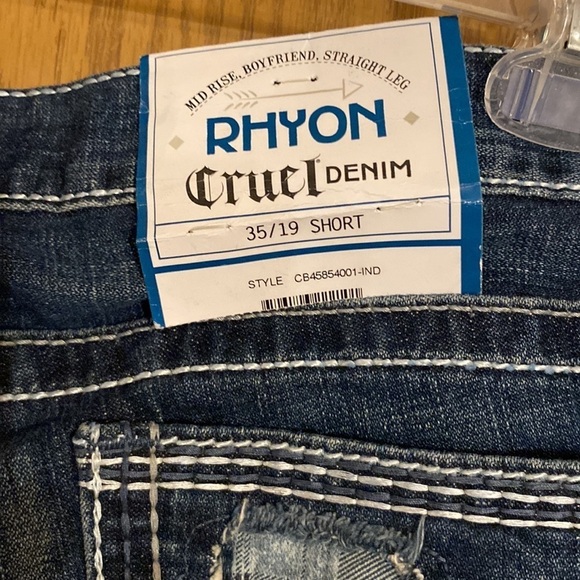 MID RISE, BOYFRIEND, STRAIGHT LEG
RHYON
Cruel DENIM
35/19 SHORT
STYLE CB45854001-IND